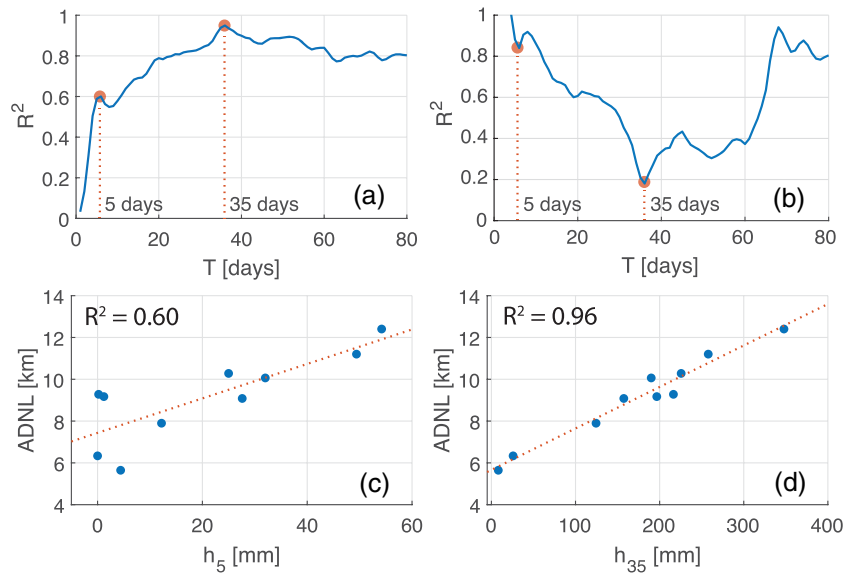 1
0.8
0.6
0.4
0.2
0
R²
5 days
35 days
(a)
0
20
40
60
80
T [days]
1
0.8
0.6
0.4
0.2
0
R²
5 days
35 days
(b)
0
20
40
60
80
T [days]
14
12
10
8
6
4
ADNL [km]
R² = 0.60
(c)
0
20
40
60
h₅ [mm]
14
12
10
8
6
4
ADNL [km]
R² = 0.96
(d)
0
100
200
300
400
h₃₅ [mm]